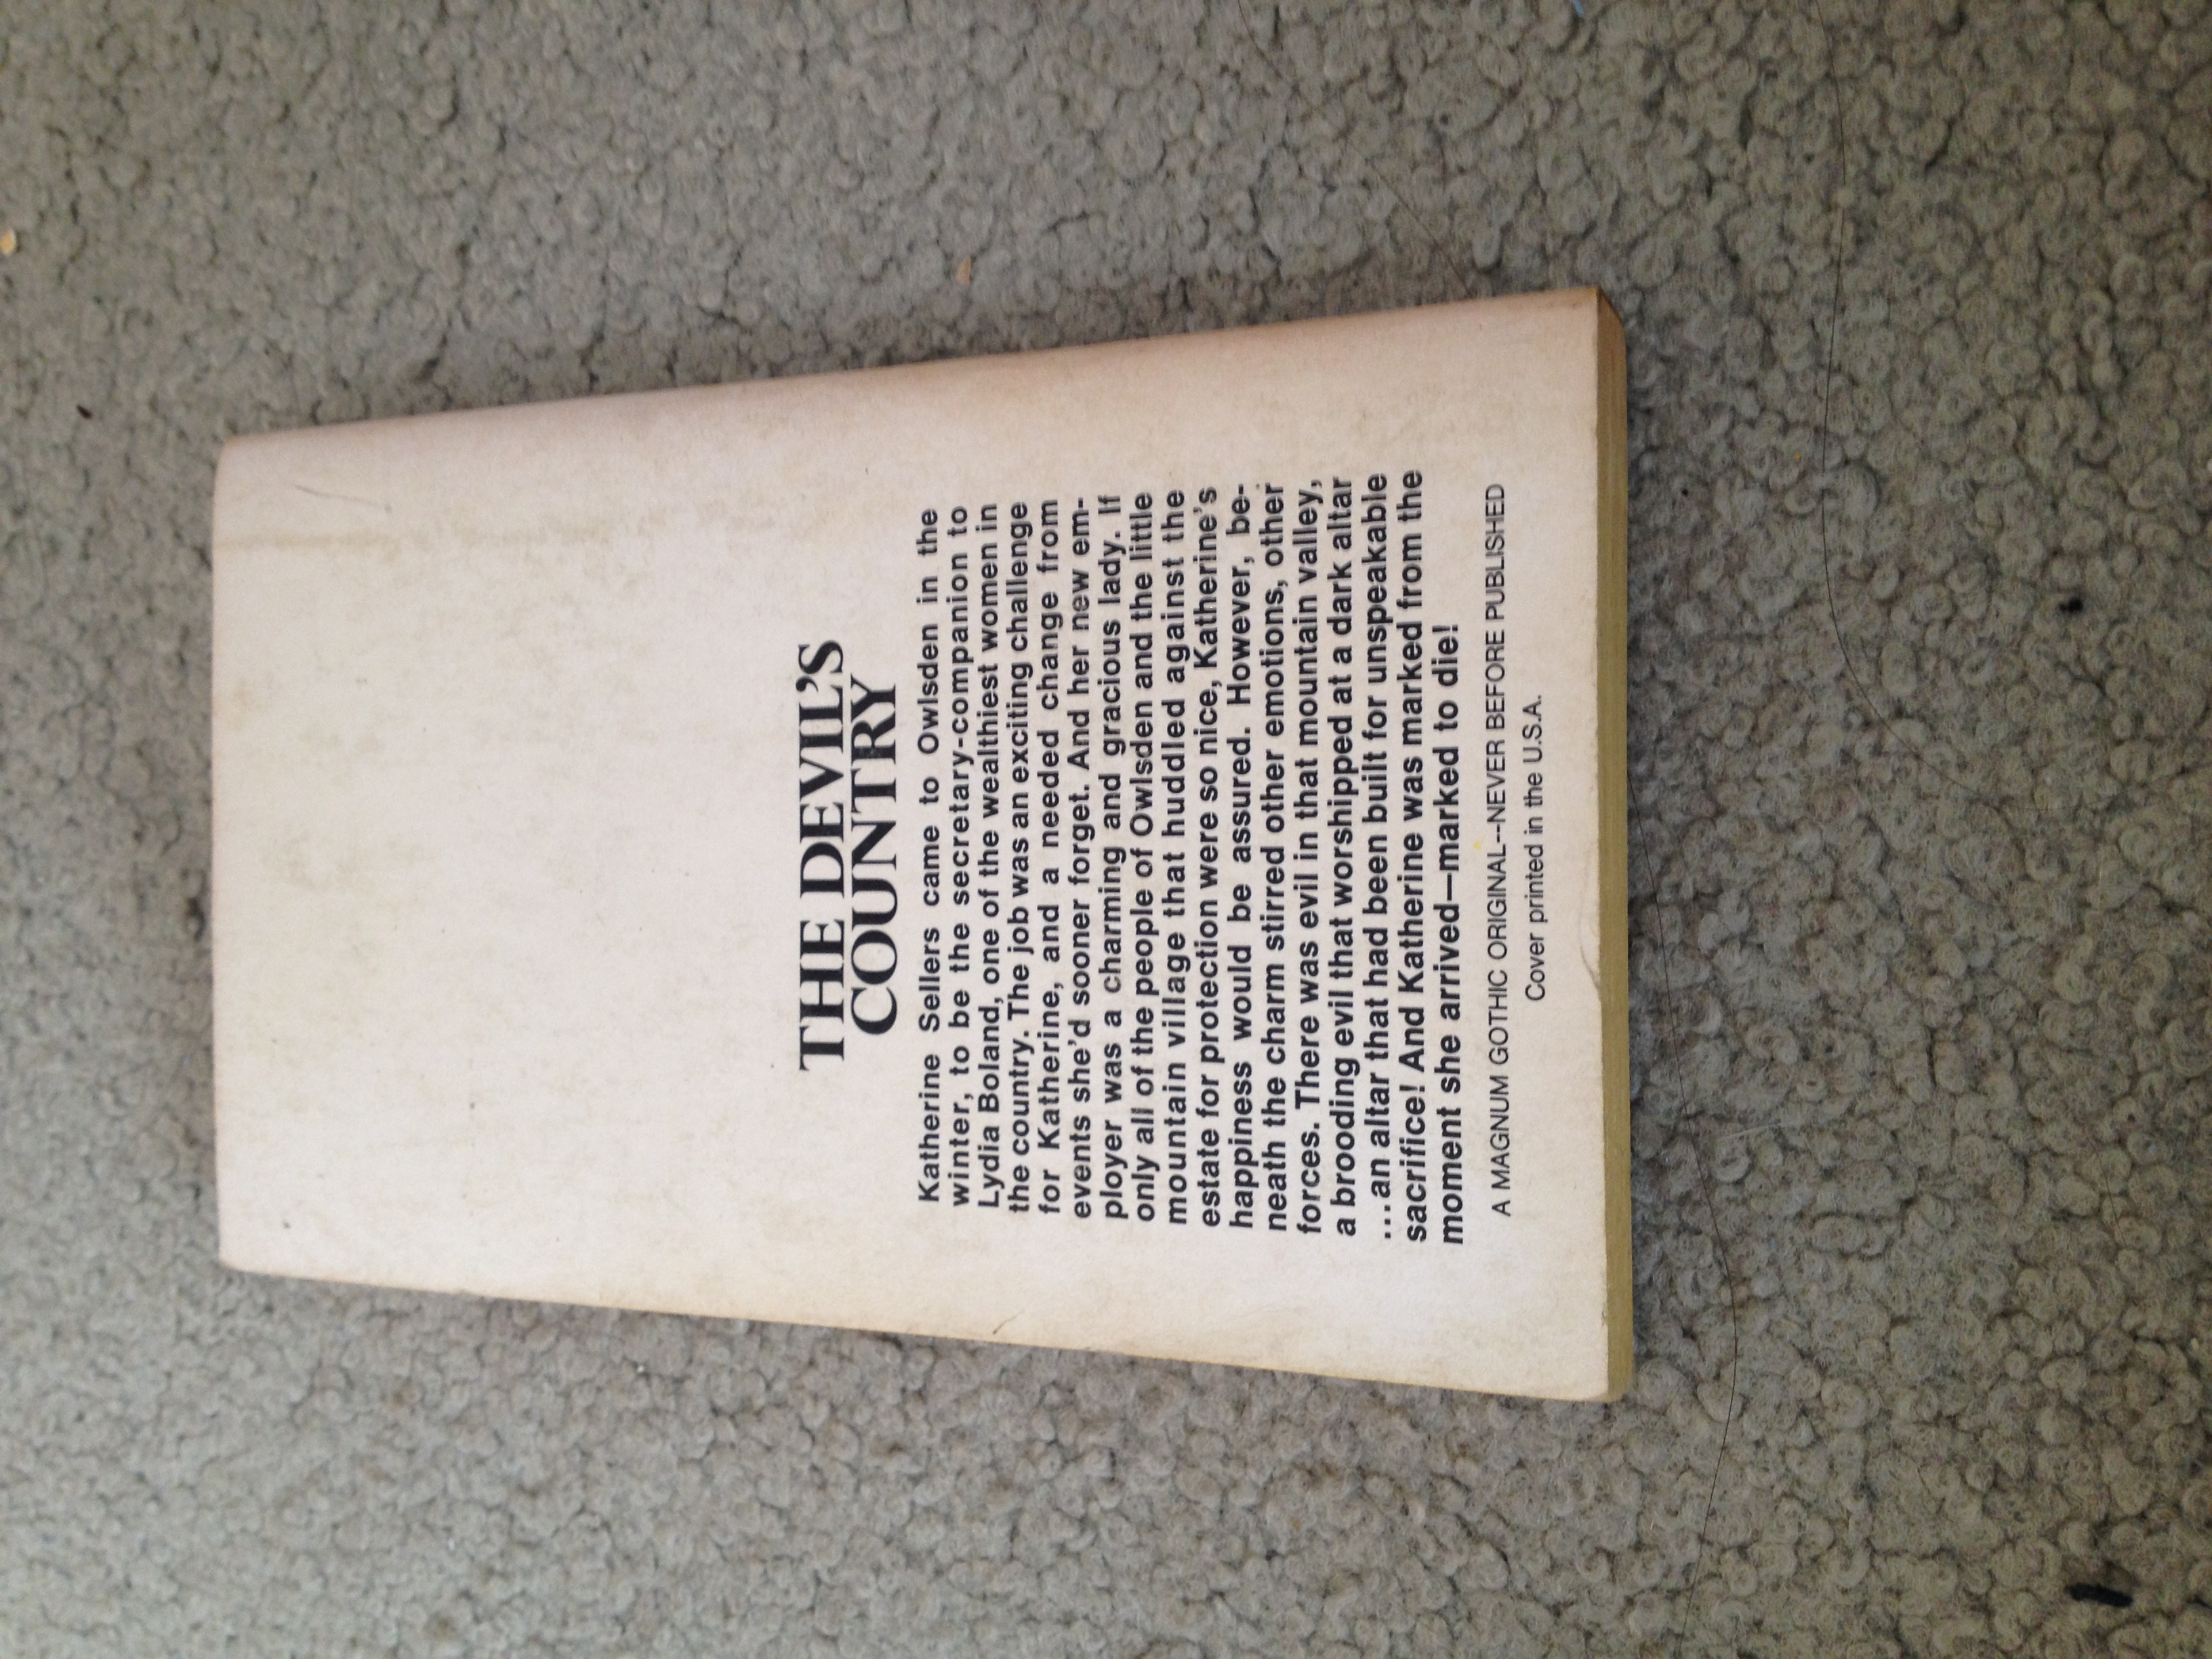 THE DEVIL'S
COUNTRY
Katherine Sellers came to Owlsden in the
winter, to be the secretary-companion to
Lydia Boland, one of the wealthiest women in
the country. The job was an exciting challenge
for Katherine, and a needed change from
events she'd sooner forget. And her new em-
ployer was a charming and gracious lady. If
only all of the people of Owlsden and the little
mountain village that huddled against the
estate for protection were so nice, Katherine's
happiness would be assured. However, be-
neath the charm stirred other emotions, other
forces. There was evil in that mountain valley,
a brooding evil that worshipped at a dark altar
...an altar that had been built for unspeakable
sacrifice! And Katherine was marked from the
moment she arrived—marked to die!
A MAGNUM GOTHIC ORIGINAL--NEVER BEFORE PUBLISHED
Cover printed in the U.S.A.